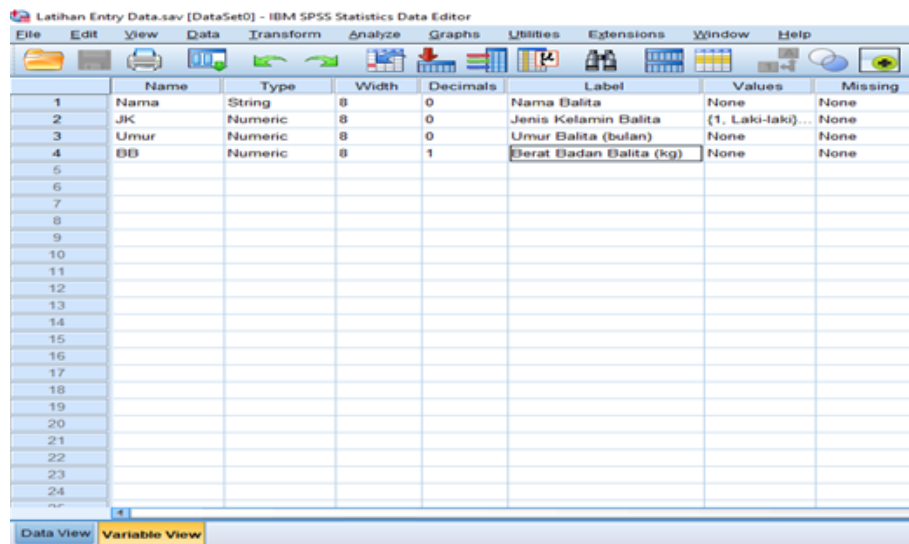 Latihan Entry Data.sav [DataSet0] - IBM SPSS Statistics Data Editor
File Edit View Data Transform Analyze Graphs Utilities Extensions Window Help
Name Type Width Decimals Label Values Missing
1 Nama String 8 0 Nama Balita None None
2 JK Numeric 8 0 Jenis Kelamin Balita {1, Laki-laki}... None
3 Umur Numeric 8 0 Umur Balita (bulan) None None
4 BB Numeric 8 1 Berat Badan Balita (kg) None None
5
6
7
8
9
10
11
12
13
14
15
16
17
18
19
20
21
22
23
24
Data View Variable View